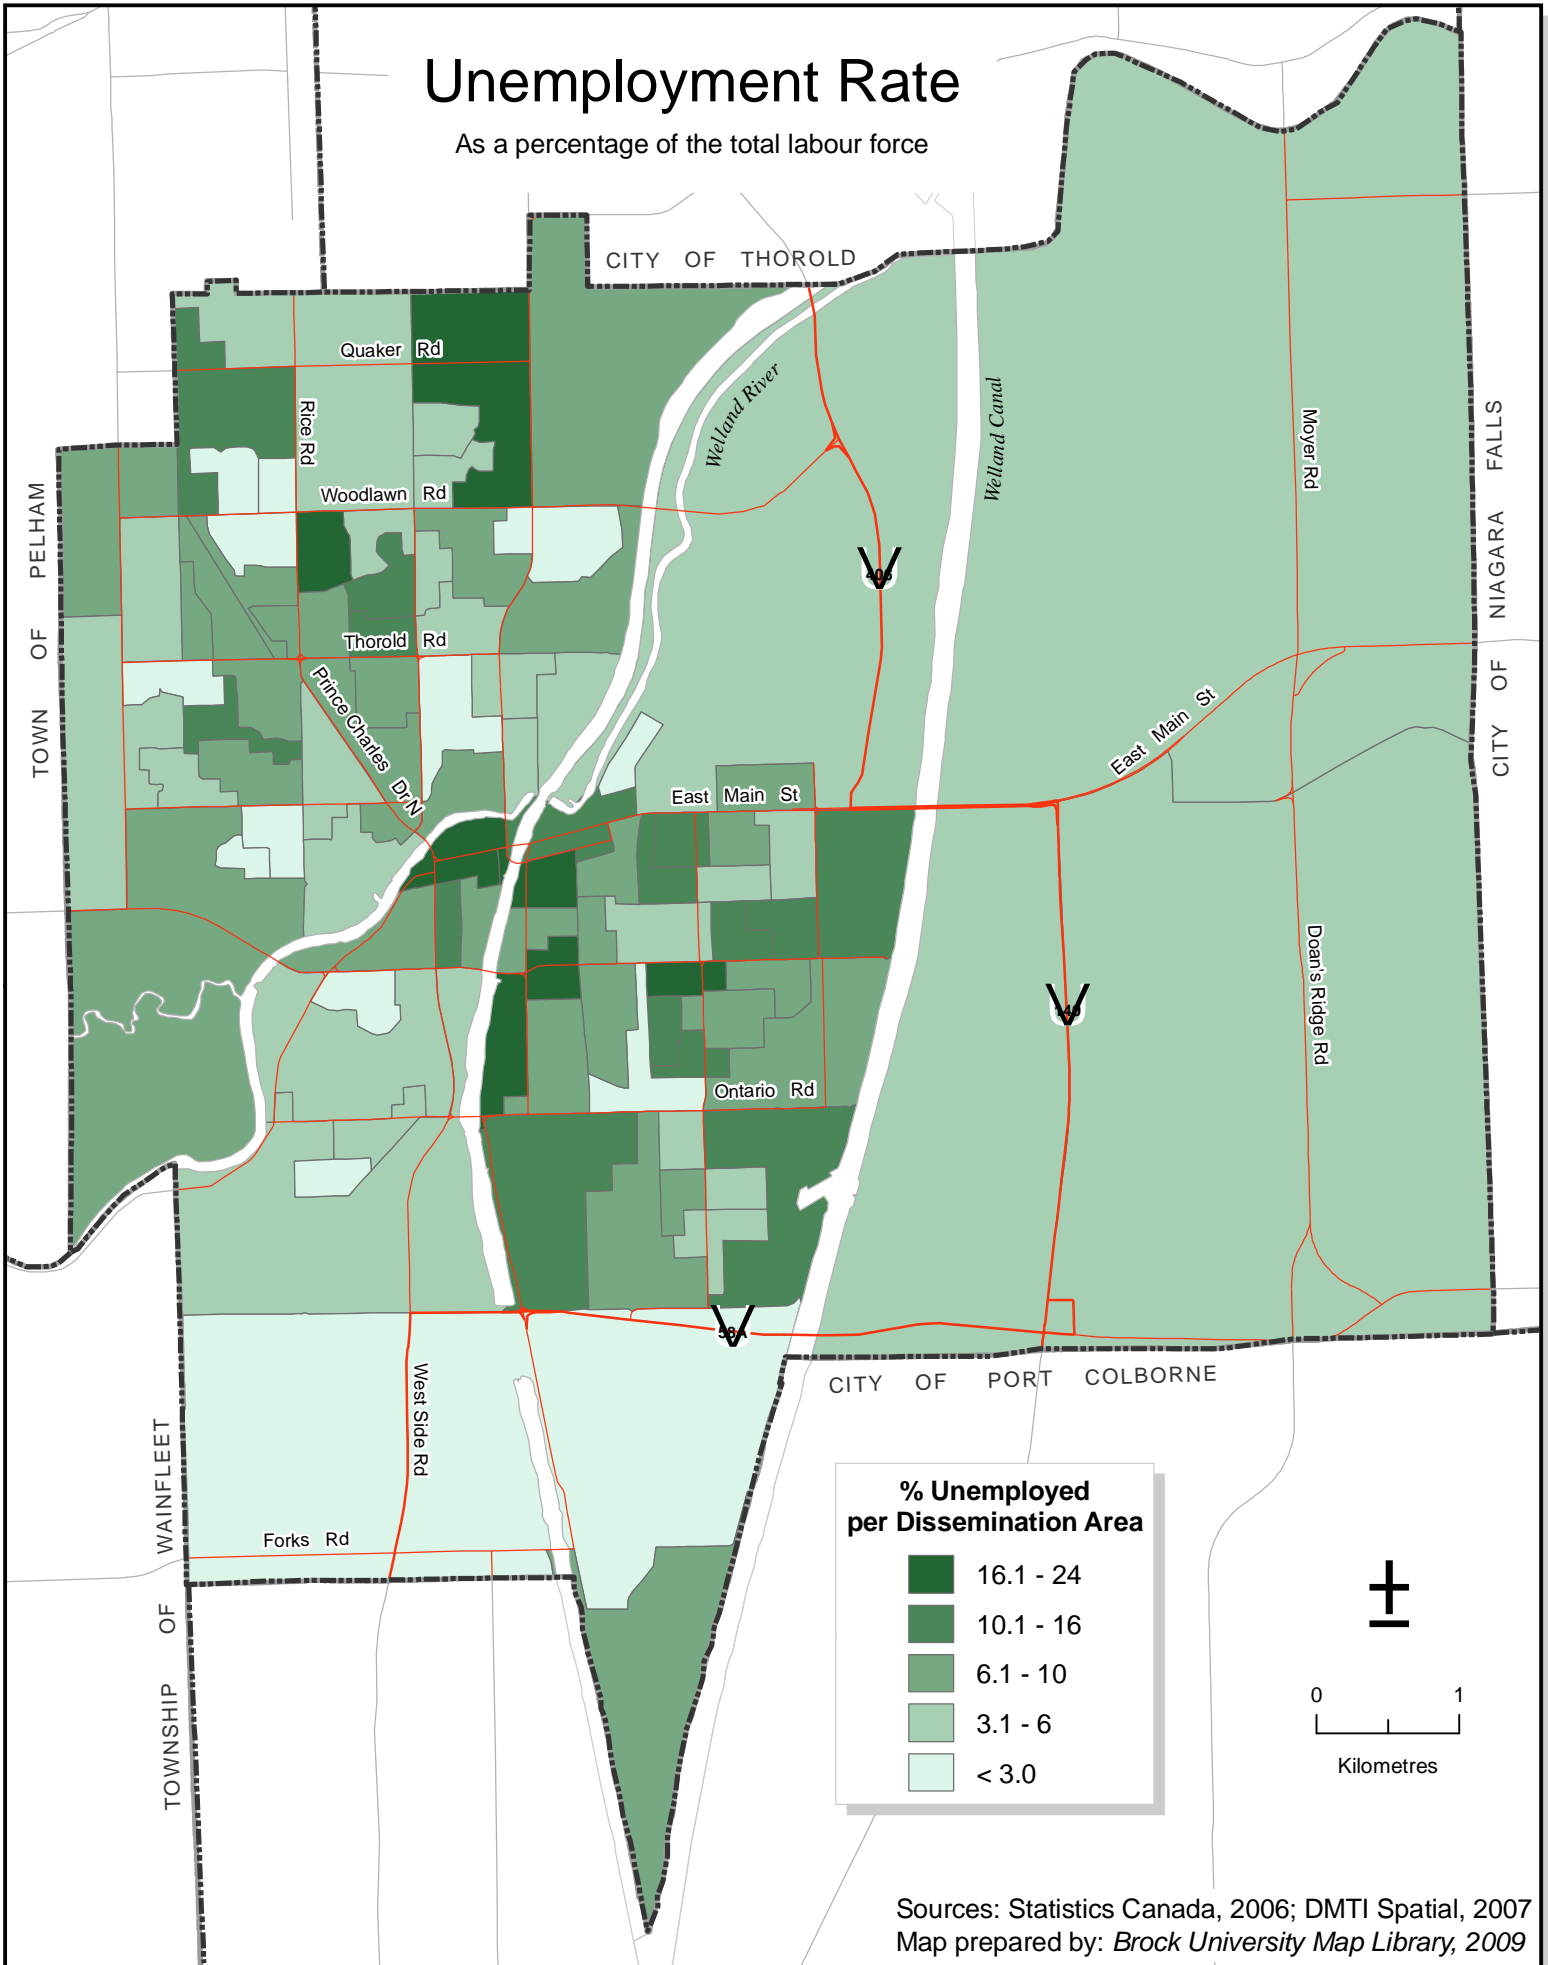 Unemployment Rate
As a percentage of the total labour force
CITY OF THOROLD
Quaker Rd
Rice Rd
Welland River
Welland Canal
Moyer Rd
CITY OF NIAGARA FALLS
TOWN OF PELHAM
Woodlawn Rd
406
Thorold Rd
Prince Charles Dr N
East Main St
East Main St
Doan's Ridge Rd
140
Ontario Rd
58A
CITY OF PORT COLBORNE
West Side Rd
TOWNSHIP OF WAINFLEET
Forks Rd
% Unemployed
per Dissemination Area
16.1 - 24
10.1 - 16
6.1 - 10
3.1 - 6
< 3.0
0 1
Kilometres
Sources: Statistics Canada, 2006; DMTI Spatial, 2007
Map prepared by: Brock University Map Library, 2009